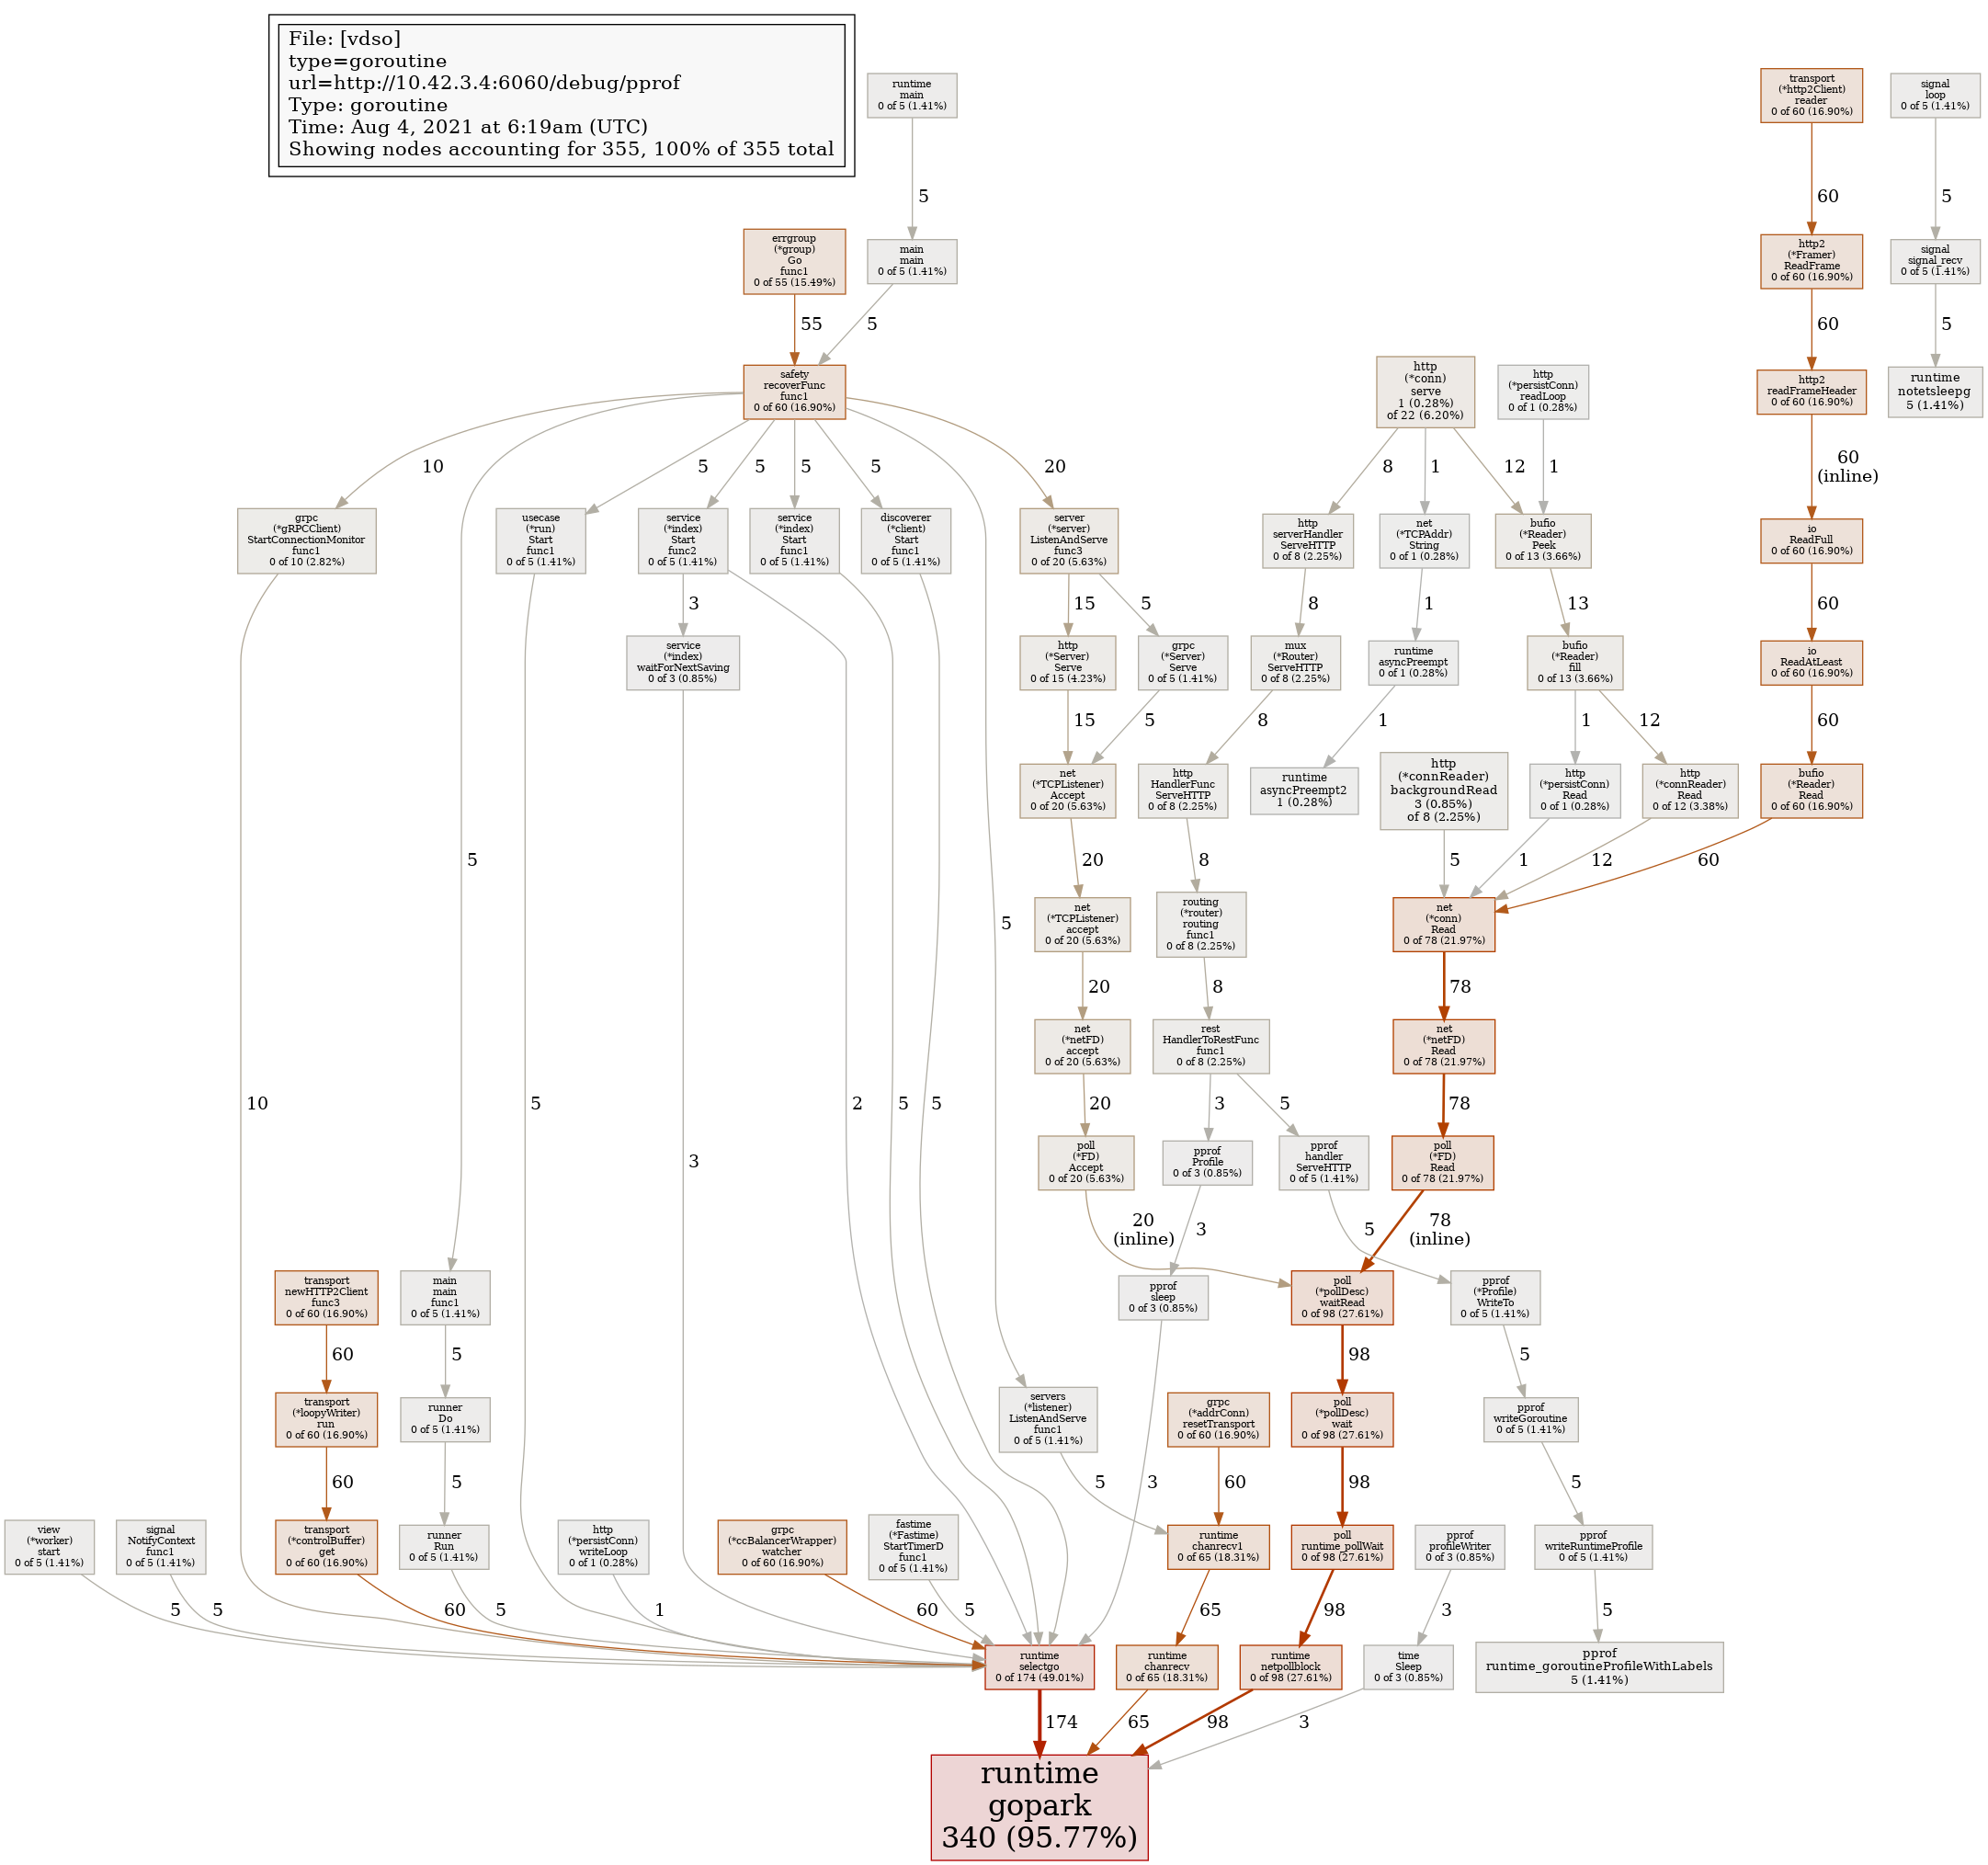 File: [vdso]
type=goroutine
url=http://10.42.3.4:6060/debug/pprof
Type: goroutine
Time: Aug 4, 2021 at 6:19am (UTC)
Showing nodes accounting for 355, 100% of 355 total
runtime
main
0 of 5 (1.41%)
transport
(*http2Client)
reader
0 of 60 (16.90%)
signal
loop
0 of 5 (1.41%)
5
60
5
errgroup
(*group)
Go
func1
0 of 55 (15.49%)
main
main
0 of 5 (1.41%)
http2
(*Framer)
ReadFrame
0 of 60 (16.90%)
signal
signal_recv
0 of 5 (1.41%)
55
5
60
5
safety
recoverFunc
func1
0 of 60 (16.90%)
http
(*conn)
serve
1 (0.28%)
of 22 (6.20%)
http
(*persistConn)
readLoop
0 of 1 (0.28%)
http2
readFrameHeader
0 of 60 (16.90%)
runtime
notetsleepg
5 (1.41%)
10
5
5
5
5
20
8
1
12
1
60
(inline)
grpc
(*gRPCClient)
StartConnectionMonitor
func1
0 of 10 (2.82%)
usecase
(*run)
Start
func1
0 of 5 (1.41%)
service
(*index)
Start
func2
0 of 5 (1.41%)
service
(*index)
Start
func1
0 of 5 (1.41%)
discoverer
(*client)
Start
func1
0 of 5 (1.41%)
server
(*server)
ListenAndServe
func3
0 of 20 (5.63%)
http
serverHandler
ServeHTTP
0 of 8 (2.25%)
net
(*TCPAddr)
String
0 of 1 (0.28%)
bufio
(*Reader)
Peek
0 of 13 (3.66%)
io
ReadFull
0 of 60 (16.90%)
3
15
5
8
1
13
60
service
(*index)
waitForNextSaving
0 of 3 (0.85%)
http
(*Server)
Serve
0 of 15 (4.23%)
grpc
(*Server)
Serve
0 of 5 (1.41%)
mux
(*Router)
ServeHTTP
0 of 8 (2.25%)
runtime
asyncPreempt
0 of 1 (0.28%)
bufio
(*Reader)
fill
0 of 13 (3.66%)
io
ReadAtLeast
0 of 60 (16.90%)
15
5
8
1
1
12
60
net
(*TCPListener)
Accept
0 of 20 (5.63%)
http
HandlerFunc
ServeHTTP
0 of 8 (2.25%)
runtime
asyncPreempt2
1 (0.28%)
http
(*connReader)
backgroundRead
3 (0.85%)
of 8 (2.25%)
http
(*persistConn)
Read
0 of 1 (0.28%)
http
(*connReader)
Read
0 of 12 (3.38%)
bufio
(*Reader)
Read
0 of 60 (16.90%)
5
20
8
5
1
12
60
5
net
(*TCPListener)
accept
0 of 20 (5.63%)
routing
(*router)
routing
func1
0 of 8 (2.25%)
net
(*conn)
Read
0 of 78 (21.97%)
20
8
78
net
(*netFD)
accept
0 of 20 (5.63%)
rest
HandlerToRestFunc
func1
0 of 8 (2.25%)
net
(*netFD)
Read
0 of 78 (21.97%)
10
5
2
5
5
20
3
5
78
3
poll
(*FD)
Accept
0 of 20 (5.63%)
pprof
Profile
0 of 3 (0.85%)
pprof
handler
ServeHTTP
0 of 5 (1.41%)
poll
(*FD)
Read
0 of 78 (21.97%)
20
(inline)
3
5
78
(inline)
transport
newHTTP2Client
func3
0 of 60 (16.90%)
main
main
func1
0 of 5 (1.41%)
pprof
sleep
0 of 3 (0.85%)
poll
(*pollDesc)
waitRead
0 of 98 (27.61%)
pprof
(*Profile)
WriteTo
0 of 5 (1.41%)
60
5
98
5
transport
(*loopyWriter)
run
0 of 60 (16.90%)
runner
Do
0 of 5 (1.41%)
servers
(*listener)
ListenAndServe
func1
0 of 5 (1.41%)
grpc
(*addrConn)
resetTransport
0 of 60 (16.90%)
poll
(*pollDesc)
wait
0 of 98 (27.61%)
pprof
writeGoroutine
0 of 5 (1.41%)
60
5
5
3
60
98
5
view
(*worker)
start
0 of 5 (1.41%)
signal
NotifyContext
func1
0 of 5 (1.41%)
transport
(*controlBuffer)
get
0 of 60 (16.90%)
runner
Run
0 of 5 (1.41%)
http
(*persistConn)
writeLoop
0 of 1 (0.28%)
grpc
(*ccBalancerWrapper)
watcher
0 of 60 (16.90%)
fastime
(*Fastime)
StartTimerD
func1
0 of 5 (1.41%)
runtime
chanrecv1
0 of 65 (18.31%)
poll
runtime_pollWait
0 of 98 (27.61%)
pprof
profileWriter
0 of 3 (0.85%)
pprof
writeRuntimeProfile
0 of 5 (1.41%)
5
5
60
5
1
60
5
65
98
3
5
runtime
selectgo
0 of 174 (49.01%)
runtime
chanrecv
0 of 65 (18.31%)
runtime
netpollblock
0 of 98 (27.61%)
time
Sleep
0 of 3 (0.85%)
pprof
runtime_goroutineProfileWithLabels
5 (1.41%)
174
65
98
3
runtime
gopark
340 (95.77%)